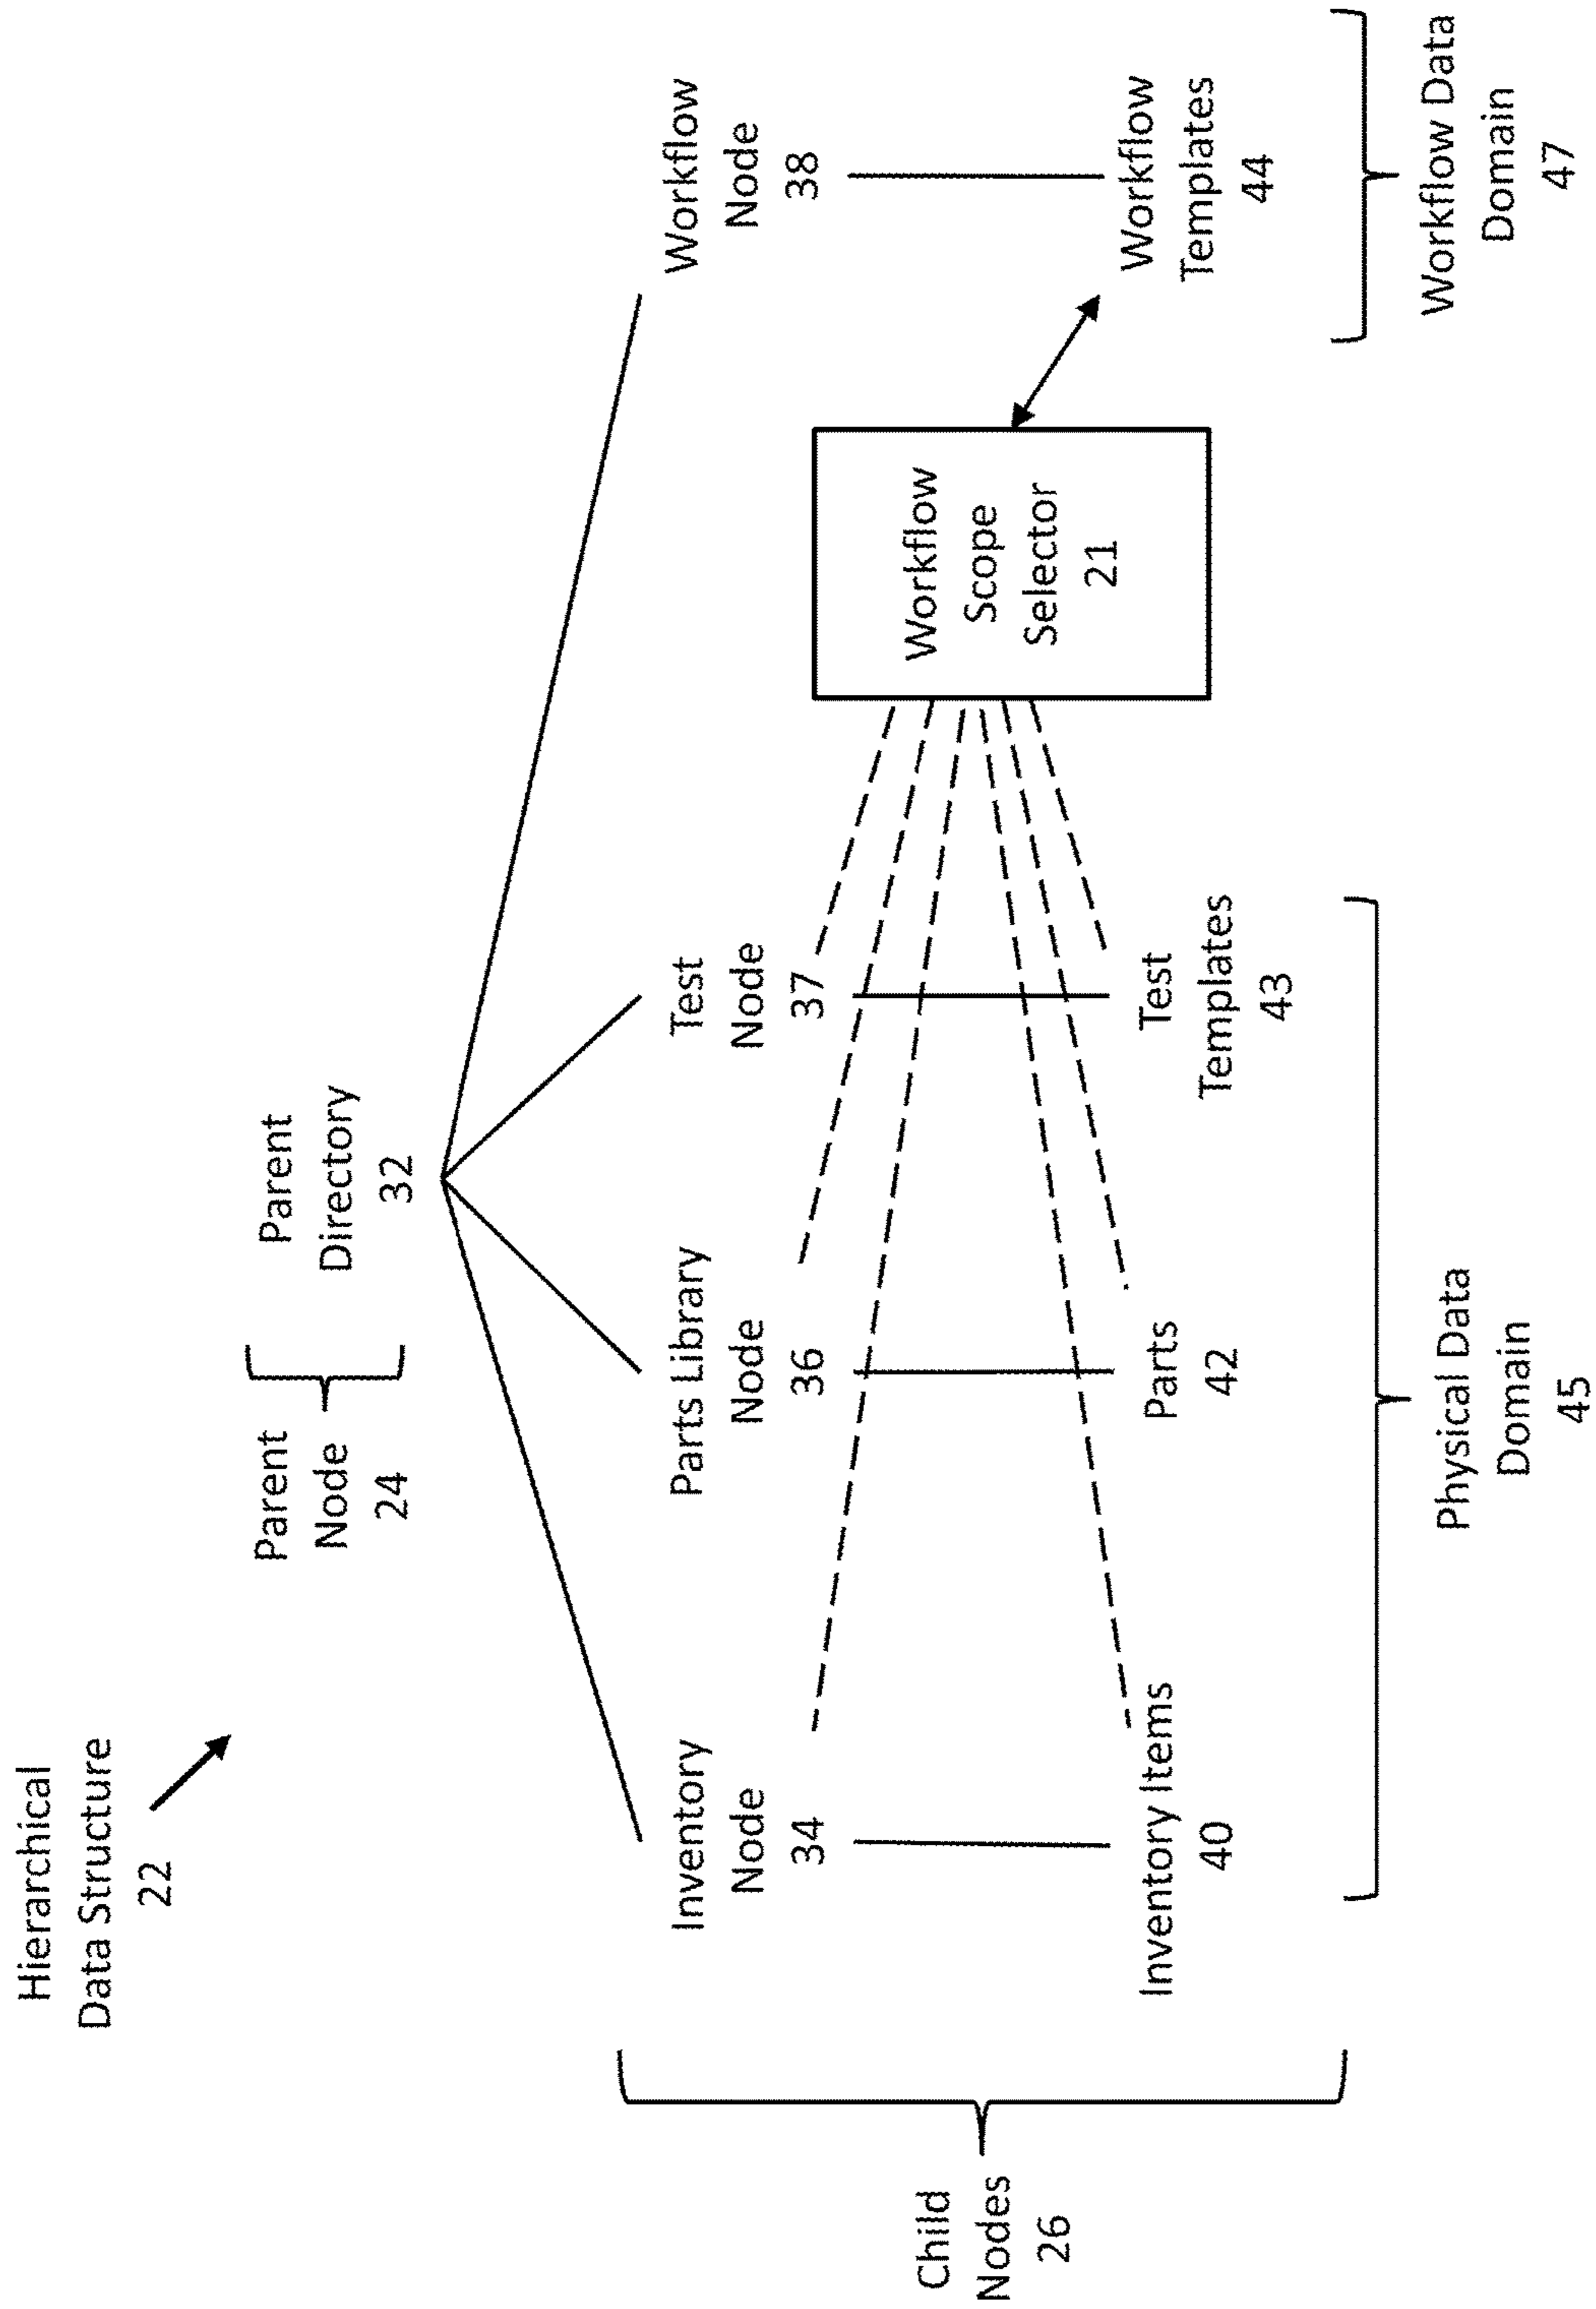 Hierarchical
Data Structure
22
Parent
Node
24
Parent
Directory
32
Child
Nodes
26
Inventory
Node
34
Parts Library
Node
36
Test
Node
37
Workflow
Node
38
Workflow
Scope
Selector
21
Inventory Items
40
Parts
42
Test
Templates
43
Workflow
Templates
44
Physical Data
Domain
45
Workflow Data
Domain
47